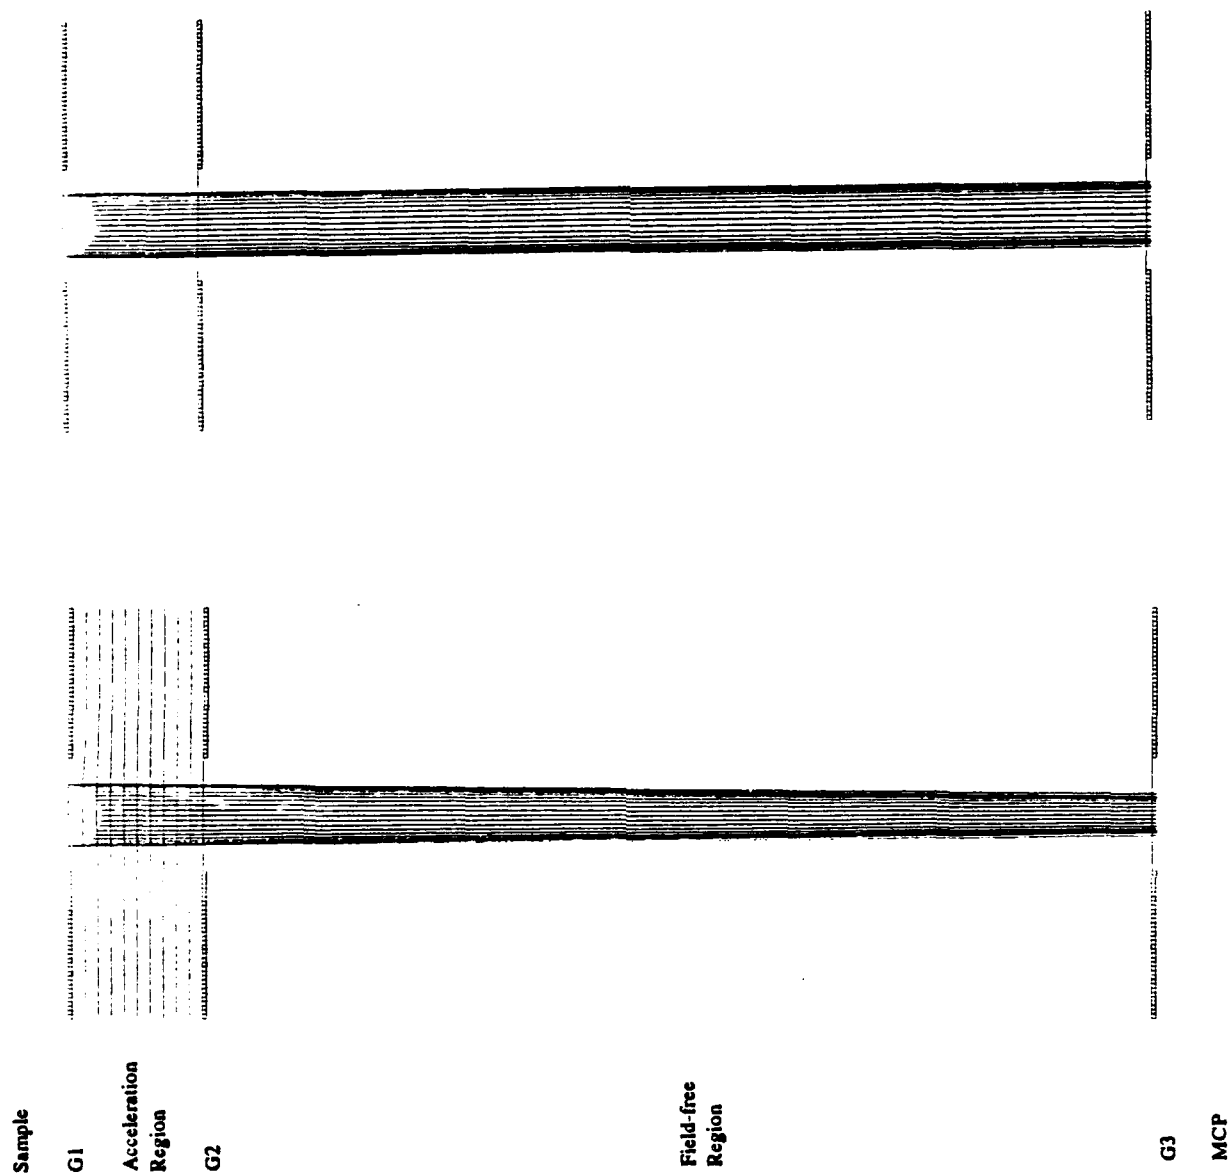 Sample
G1
Acceleration
Region
G2
Field-free
Region
G3
MCP